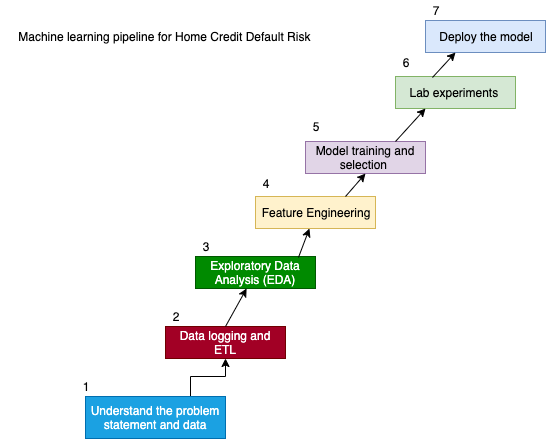 7
Machine learning pipeline for Home Credit Default Risk
Deploy the model
6
Lab experiments
5
Model training and
selection
4
Feature Engineering
3
Exploratory Data
Analysis (EDA)
2
Data logging and
ETL
1
Understand the problem
statement and data